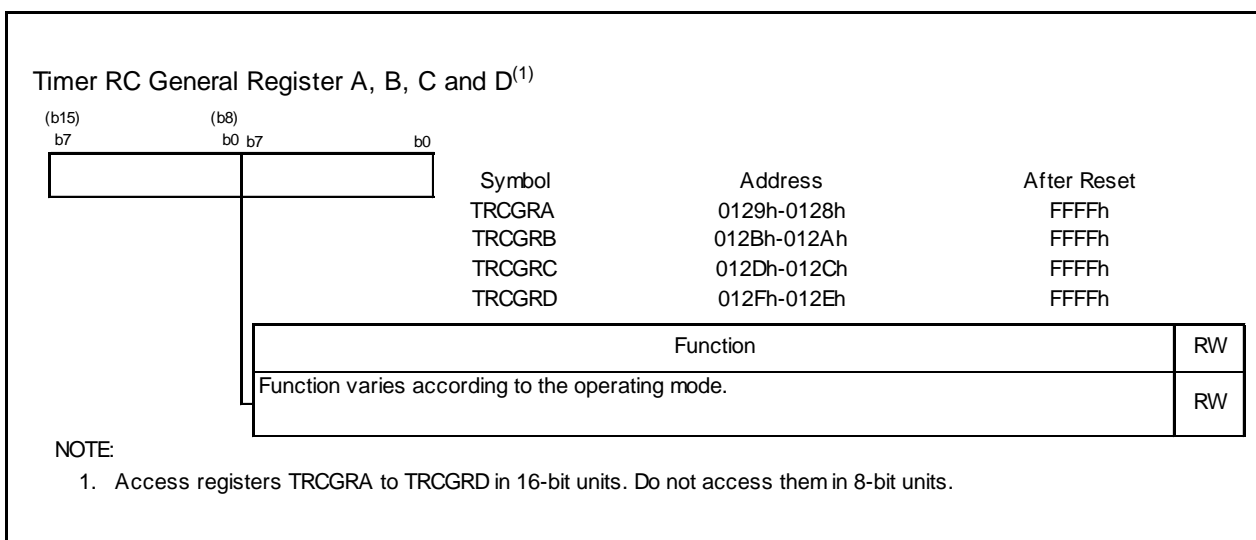 Timer RC General Register A, B, C and D(1)
(b15) (b8)
b7 b0 b7 b0
Symbol Address After Reset
TRCGRA 0129h-0128h FFFFh
TRCGRB 012Bh-012Ah FFFFh
TRCGRC 012Dh-012Ch FFFFh
TRCGRD 012Fh-012Eh FFFFh
Function RW
Function varies according to the operating mode. RW
NOTE:
1. Access registers TRCGRA to TRCGRD in 16-bit units. Do not access them in 8-bit units.